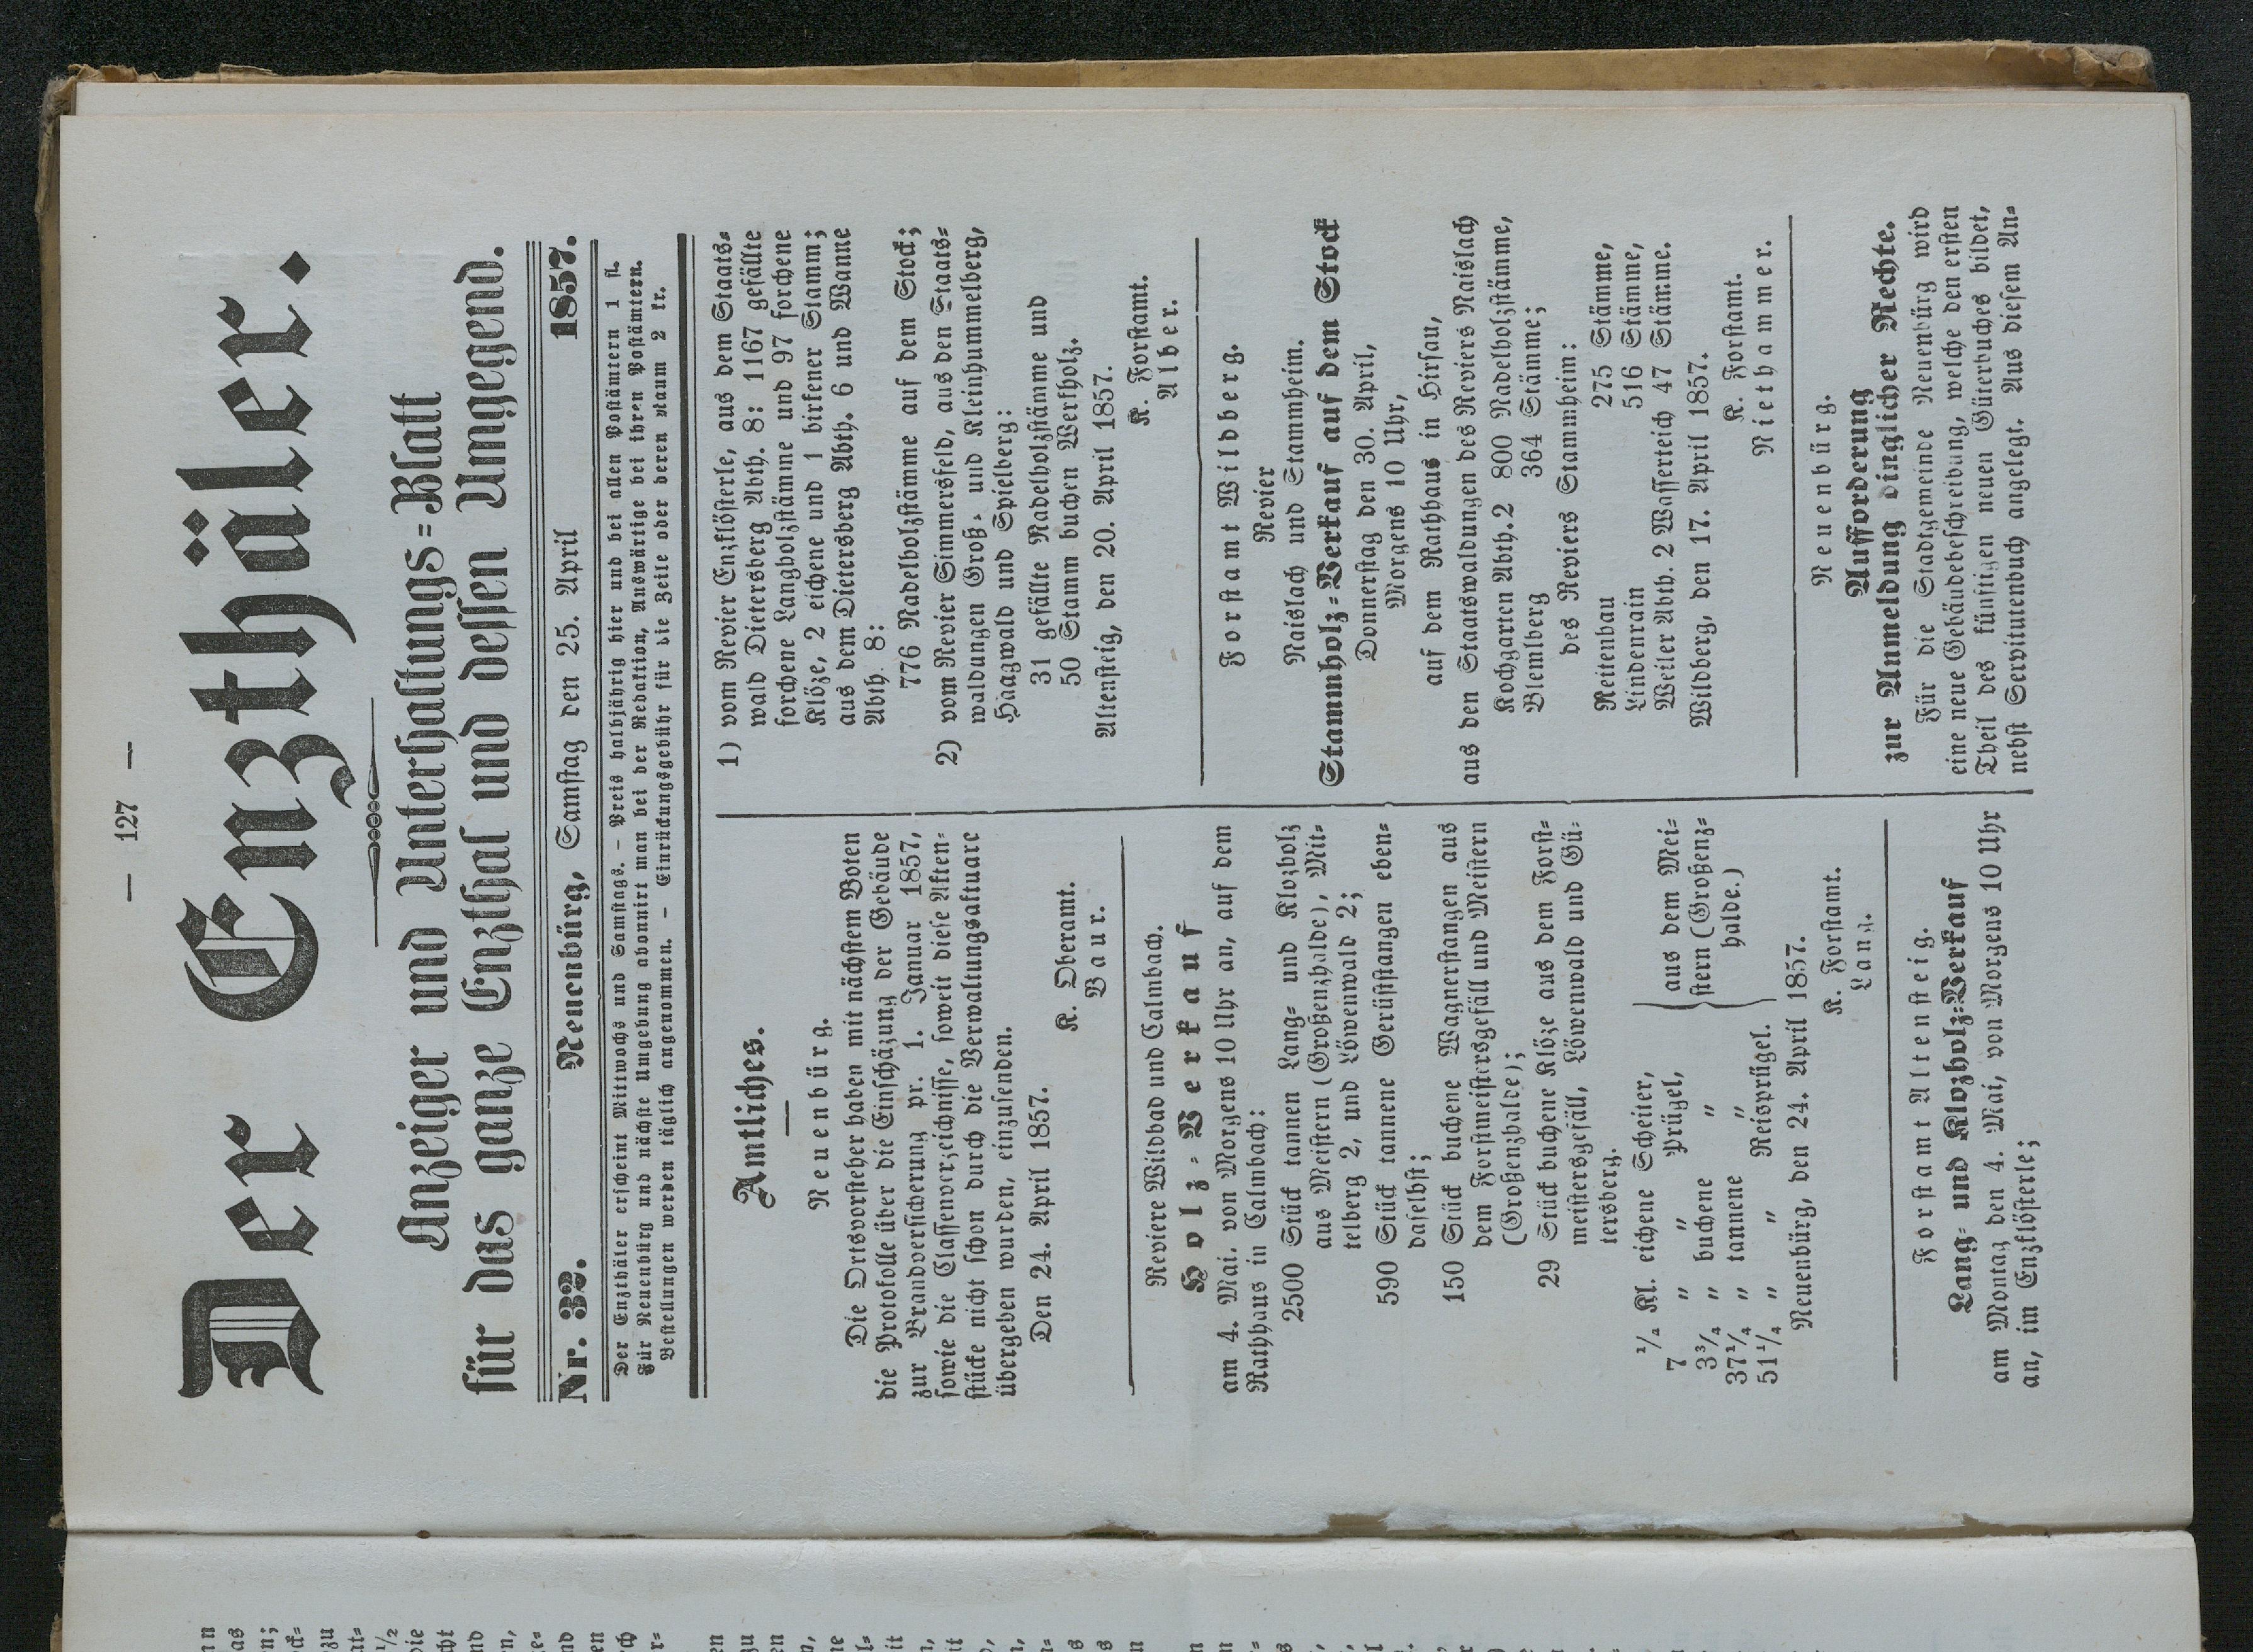 — 127 —
Der Enzthäler.
Anzeiger und Unterhaltungs=Blatt
für das ganze Enzthal und dessen Umgegend.
Nr. 32. Neuenbürg, Samstag den 25. April 1857.
Der Enzthäler erscheint Mittwochs und Samstags. — Preis halbjährig hier und bei allen Postämtern 1 fl.
Für Neuenbürg und nächste Umgebung abonnirt man bei der Redaktion, Auswärtige bei ihren Postämtern.
Bestellungen werden täglich angenommen. — Einrückungsgebühr für die Zeile oder deren Raum 2 kr.
Amtliches.
Neuenbürg.
Die Ortsvorsteher haben mit nächstem Boten
die Protokolle über die Einschäzung der Gebäude
zur Brandversicherung pr. 1. Januar 1857,
sowie die Classenverzeichnisse, soweit diese Akten-
stücke nicht schon durch die Verwaltungsaktuare
übergeben wurden, einzusenden.
Den 24. April 1857.
K. Oberamt.
Baur.
Reviere Wildbad und Calmbach.
Holz-Verkauf
am 4. Mai. von Morgens 10 Uhr an, auf dem
Rathhaus in Calmbach:
2500 Stück tannen Lang- und Klozholz
aus Meistern (Großenzhalde), Mit-
telberg 2, und Löwenwald 2;
590 Stück tannene Gerüststangen eben-
daselbst;
150 Stück buchene Wagnerstangen aus
dem Forstmeistersgefäll und Meistern
(Großenzhalde);
29 Stück buchene Klöze aus dem Forst-
meistersgefäll, Löwenwald und Gü-
tersberg.
1/4 Kl. eichene Scheiter,
7 " " Prügel,
3 3/4 " buchene "
37 1/4 " tannene "
51 1/4 " " Reisprügel.
aus dem Mei-
stern (Großenz-
halde.)
Neuenbürg, den 24. April 1857.
K. Forstamt.
Lang.
Forstamt Altensteig.
Lang- und Klozholz-Verkauf
am Montag den 4. Mai, von Morgens 10 Uhr
an, im Enzklösterle;
1) vom Revier Enzklösterle, aus dem Staats-
wald Dietersberg Abth. 8: 1167 gefällte
forchene Langholzstämme und 97 forchene
Klöze, 2 eichene und 1 birkener Stamm;
aus dem Dietersberg Abth. 6 und Wanne
Abth. 8:
776 Nadelholzstämme auf dem Stock;
2) vom Revier Simmersfeld, aus den Staats-
waldungen Groß- und Kleinhummelberg,
Haagwald und Spielberg:
31 gefällte Nadelholzstämme und
50 Stamm buchen Werkholz.
Altensteig, den 20. April 1857.
K. Forstamt.
Alber.
Forstamt Wildberg.
Revier
Naislach und Stammheim.
Stammholz-Verkauf auf dem Stock
Donnerstag den 30. April,
Morgens 10 Uhr,
auf dem Rathhaus in Hirsau,
aus den Staatswaldungen des Reviers Naislach
Kochgarten Abth. 2 800 Nadelholzstämme,
Blemlberg 364 Stämme;
des Reviers Stammheim:
Reitenbau 275 Stämme,
Lindenrain 516 Stämme,
Weiler Abth. 2 Wasserteich 47 Stämme.
Wildberg, den 17. April 1857.
K. Forstamt.
Niethammer.
Neuenbürg.
Aufforderung
zur Anmeldung dinglicher Rechte.
Für die Stadtgemeinde Neuenbürg wird
eine neue Gebäudebeschreibung, welche den ersten
Theil des künftigen neuen Güterbuches bildet,
nebst Servitutenbuch angelegt. Aus diesem An-